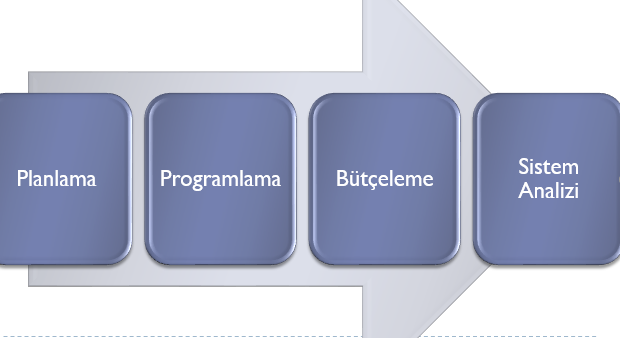 Planlama
Programlama
Bütçeleme
Sistem
Analizi